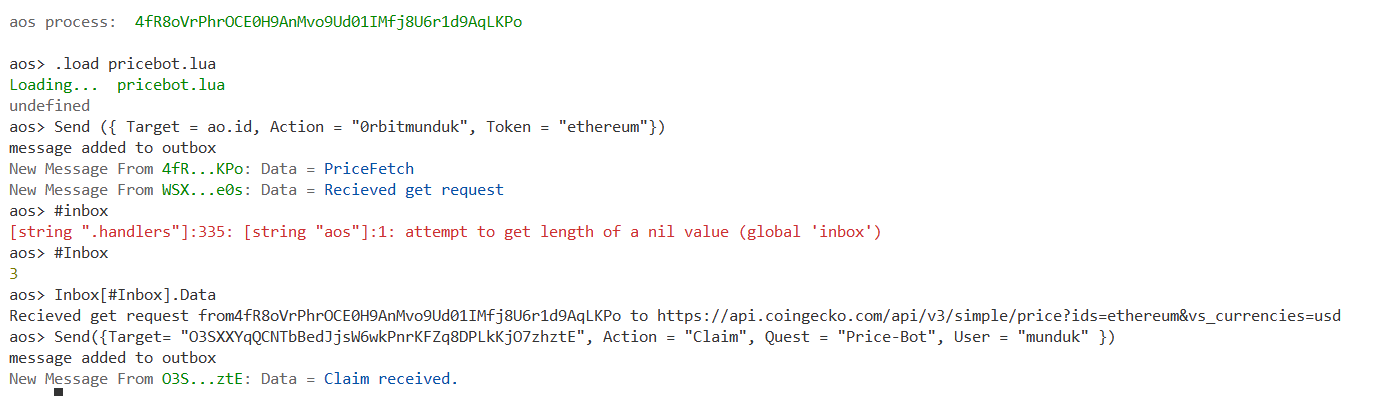 aos process:  4fR8oVrPhrOCE0H9AnMvo9Ud01IMfj8U6r1d9AqLKPo
aos> .load pricebot.lua
Loading...  pricebot.lua
undefined
aos> Send ({ Target = ao.id, Action = "0rbitmunduk", Token = "ethereum"})
message added to outbox
New Message From 4fR...KPo: Data = PriceFetch
New Message From WSX...e0s: Data = Recieved get request
aos> #inbox
[string ".handlers"]:335: [string "aos"]:1: attempt to get length of a nil value (global 'inbox')
aos> #Inbox
3
aos> Inbox[#Inbox].Data
Recieved get request from4fR8oVrPhrOCE0H9AnMvo9Ud01IMfj8U6r1d9AqLKPo to https://api.coingecko.com/api/v3/simple/price?ids=ethereum&vs_currencies=usd
aos> Send({Target= "O3SXXYqQCNTbBedJjsW6wkPnrKFZq8DPLkKjO7zhztE", Action = "Claim", Quest = "Price-Bot", User = "munduk" })
message added to outbox
New Message From O3S...ztE: Data = Claim received.